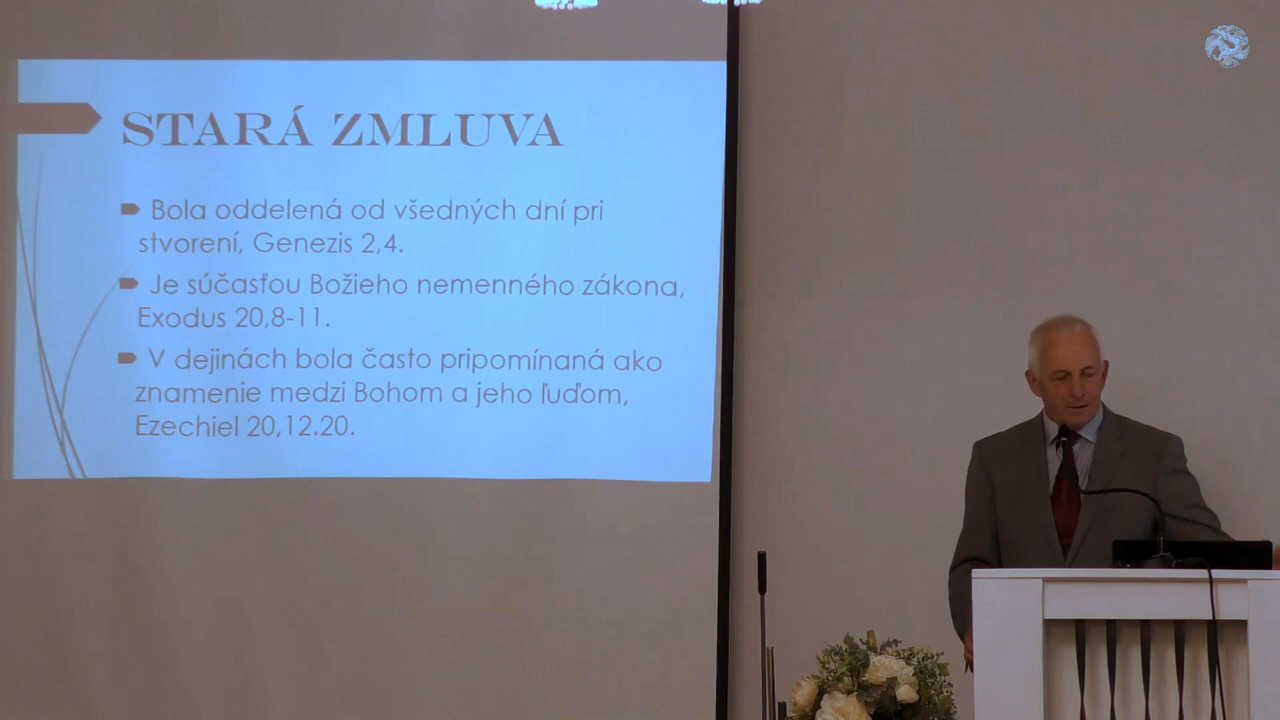 STARÁ ZMLUVA
Bola oddelená od všedných dní pri
stvorení, Genezis 2,4.
Je súčasťou Božieho nemenného zákona,
Exodus 20,8-11.
V dejinách bola často pripomínaná ako
znamenie medzi Bohom a jeho ľuďom,
Ezechiel 20,12.20.